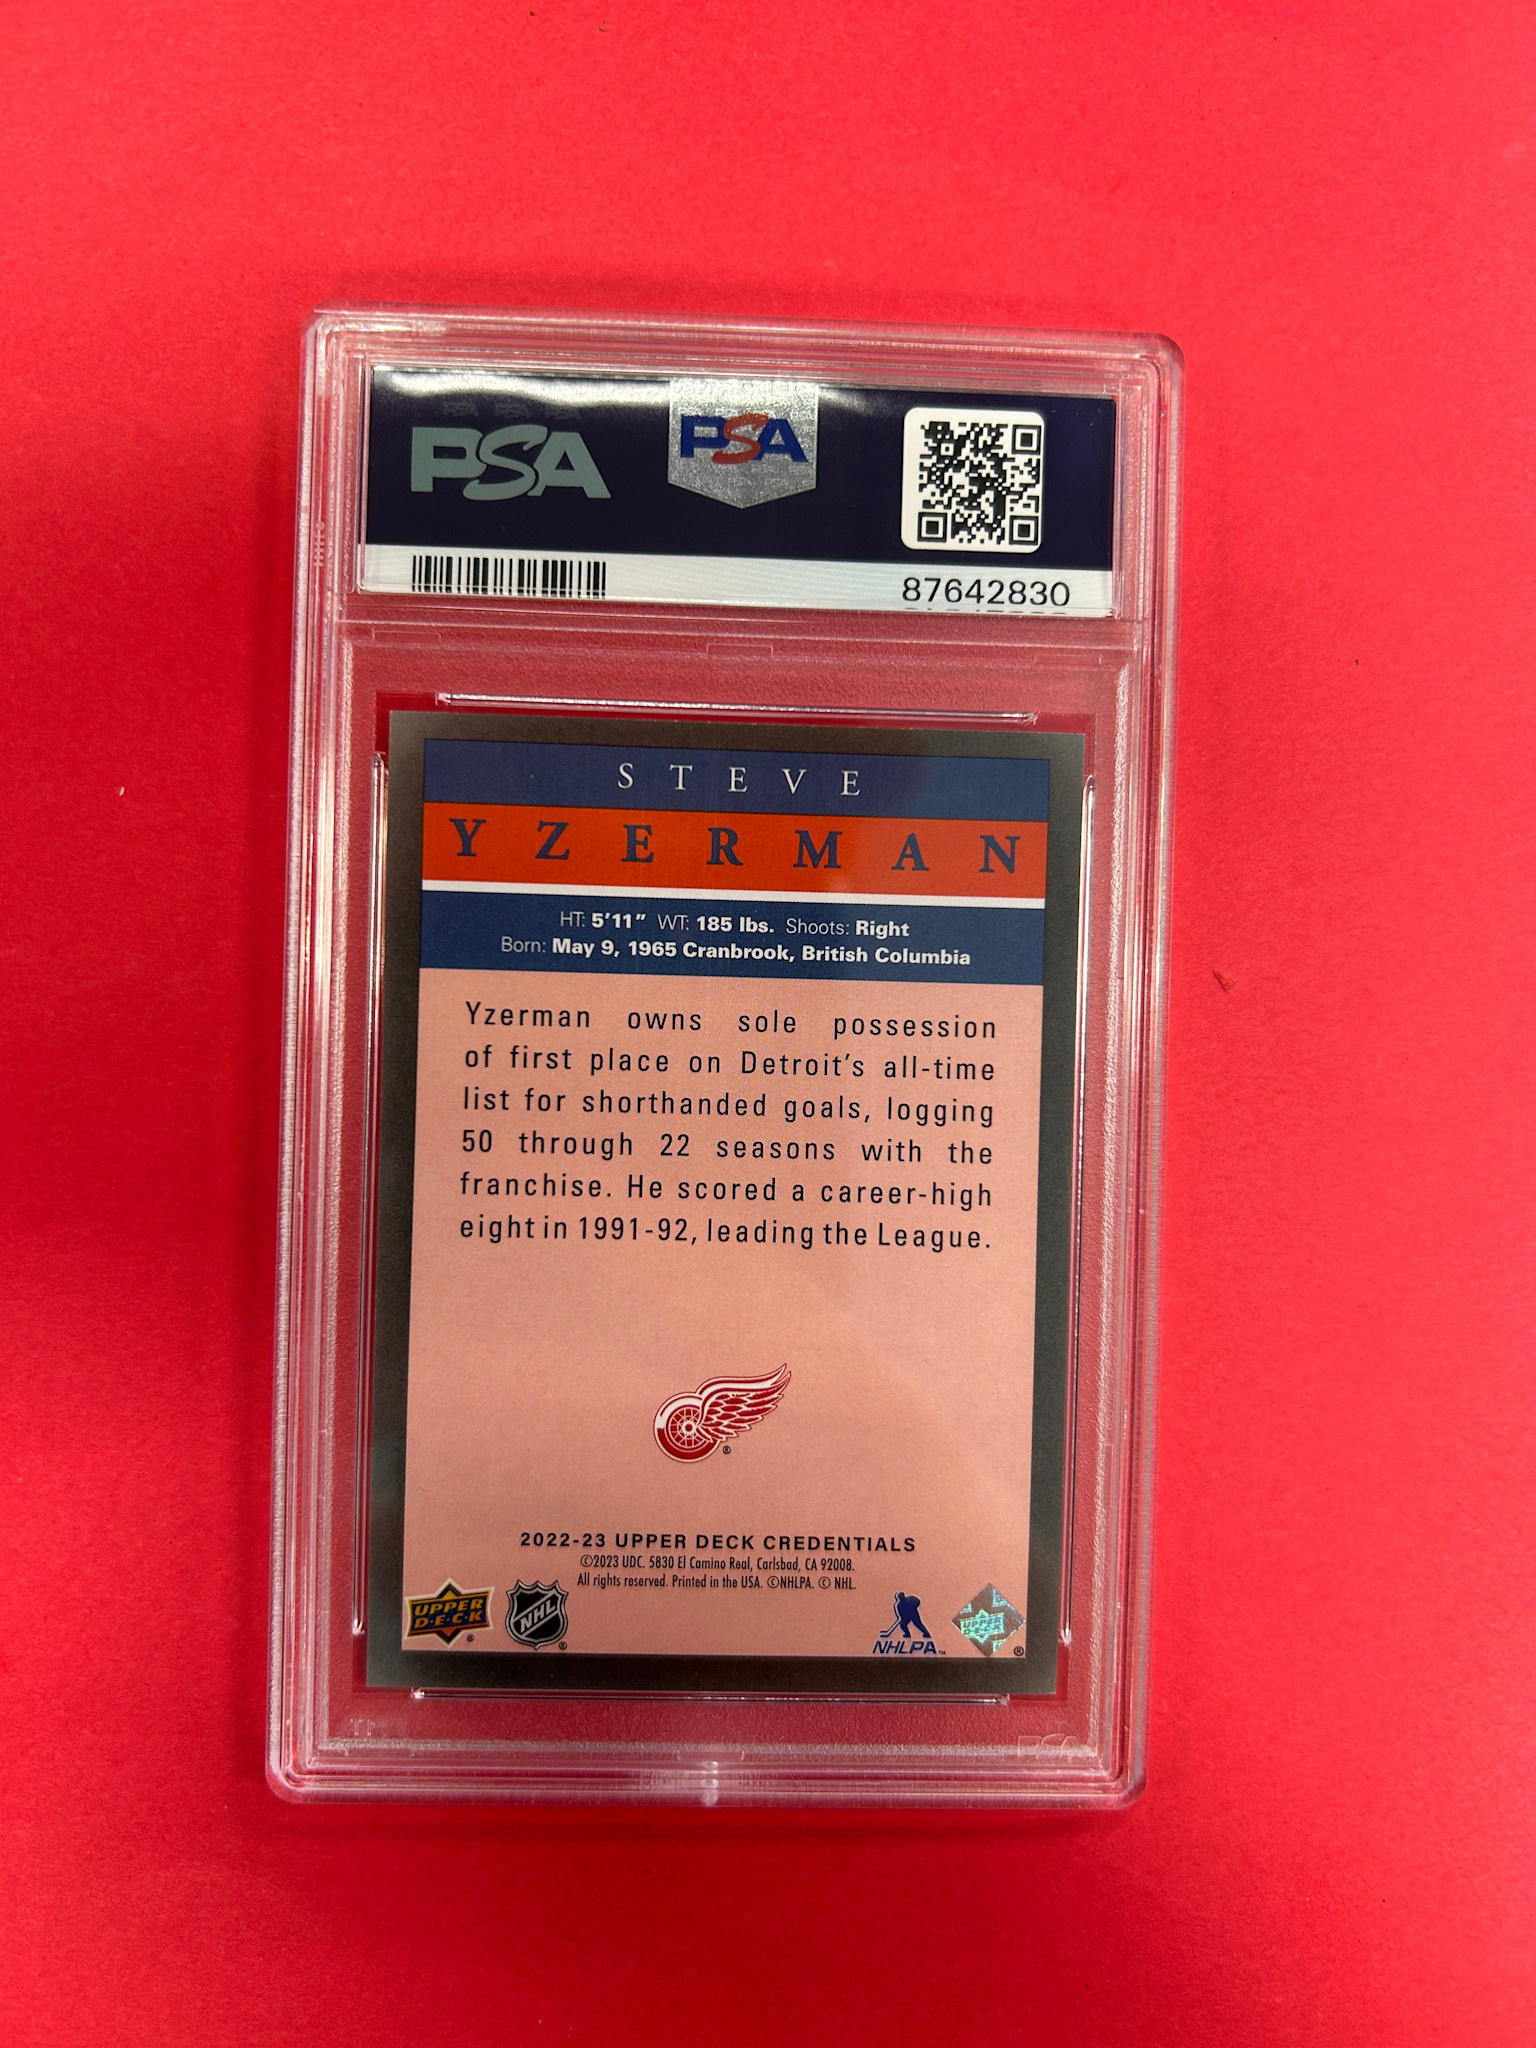 PSA
PSA
87642830
STEVE
YZERMAN
HT: 5'11" WT: 185 lbs. Shoots: Right
Born: May 9, 1965 Cranbrook, British Columbia
Yzerman owns sole possession
of first place on Detroit's all-time
list for shorthanded goals, logging
50 through 22 seasons with the
franchise. He scored a career-high
eight in 1991-92, leading the League.
®
2022-23 UPPER DECK CREDENTIALS
©2023 UDC. 5830 El Camino Real, Carlsbad, CA 92008.
All rights reserved. Printed in the USA. ©NHLPA. © NHL.
UPPER
D·E·C·K
®
NHL
®
NHLPA™
UPPER
DECK
®
PSA